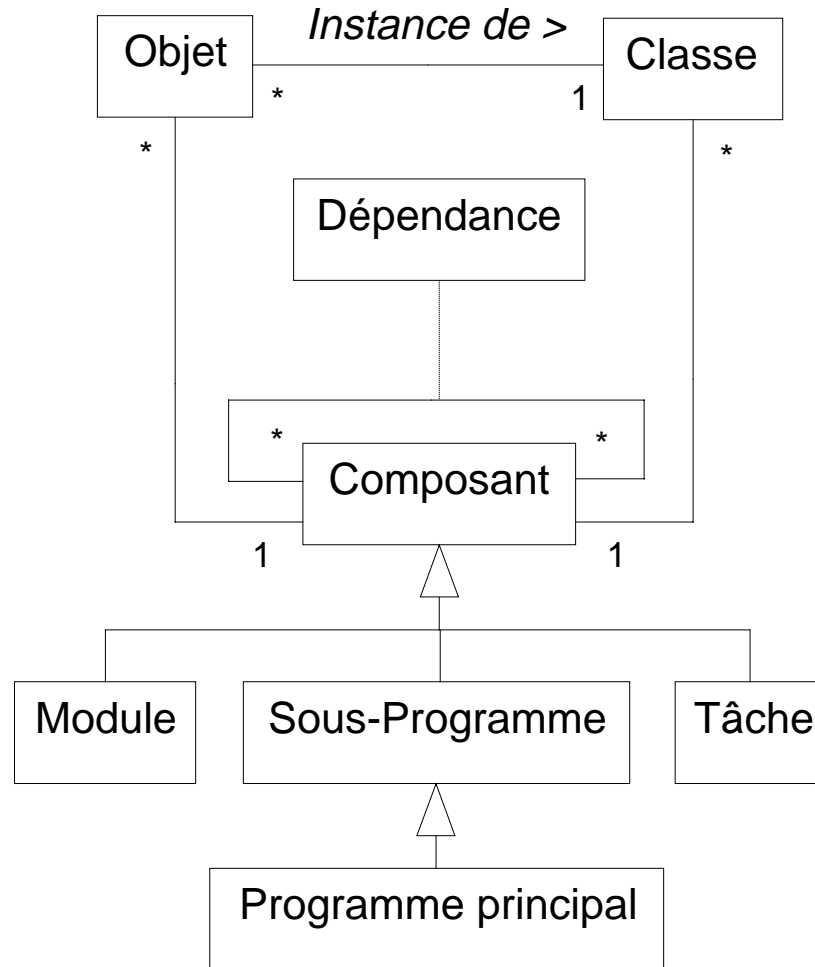 Instance de >
Objet
Classe
*
1
*
*
Dépendance
*
*
Composant
1
1
Module
Sous-Programme
Tâche
Programme principal